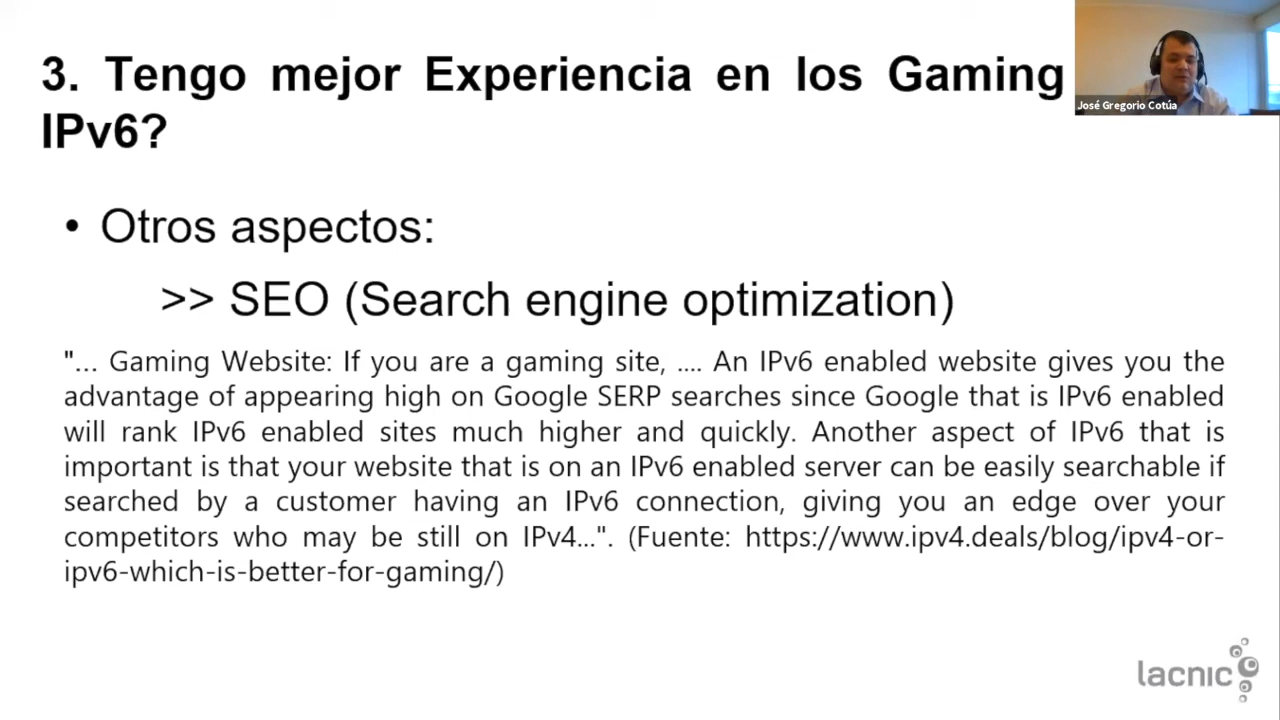 3. Tengo mejor Experiencia en los Gaming
IPv6?
José Gregorio Cotúa
• Otros aspectos:
>> SEO (Search engine optimization)
"... Gaming Website: If you are a gaming site, .... An IPv6 enabled website gives you the
advantage of appearing high on Google SERP searches since Google that is IPv6 enabled
will rank IPv6 enabled sites much higher and quickly. Another aspect of IPv6 that is
important is that your website that is on an IPv6 enabled server can be easily searchable if
searched by a customer having an IPv6 connection, giving you an edge over your
competitors who may be still on IPv4...". (Fuente: https://www.ipv4.deals/blog/ipv4-or-
ipv6-which-is-better-for-gaming/)
lacnic